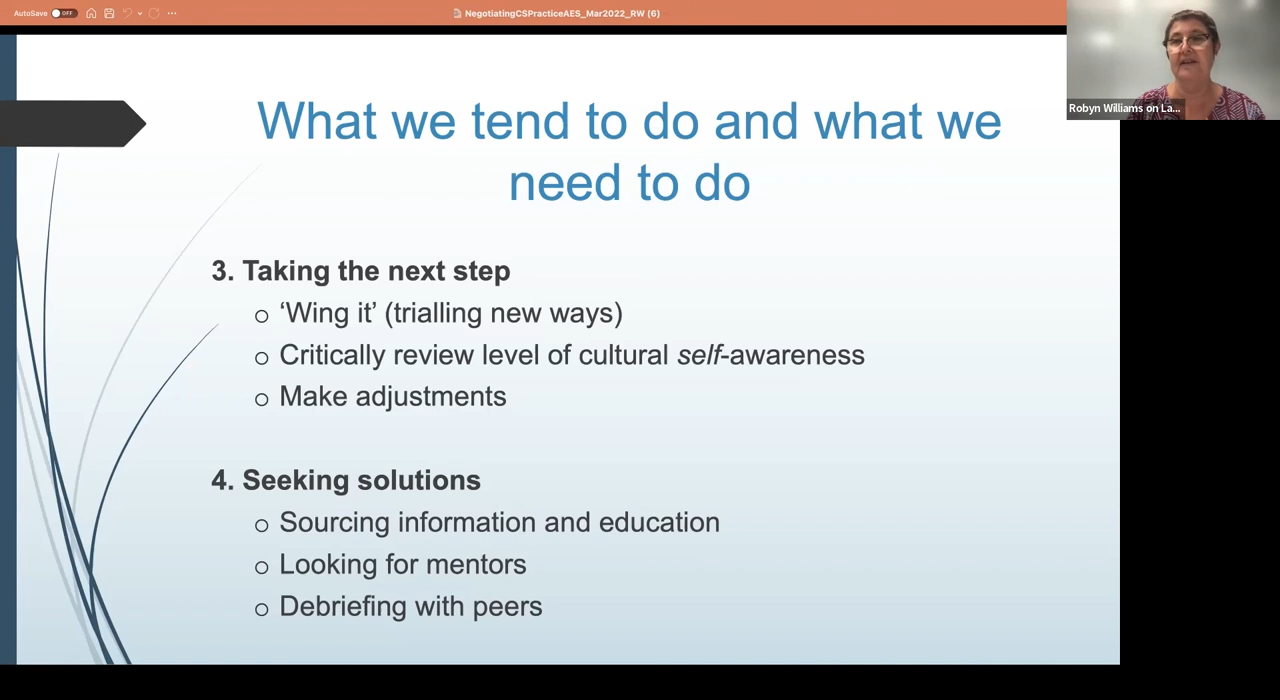 AutoSave OFF
NegotiatingCSPracticeAES_Mar2022_RW (6)
Robyn Williams on La...
What we tend to do and what we
need to do
3. Taking the next step
‘Wing it’ (trialling new ways)
Critically review level of cultural self-awareness
Make adjustments
4. Seeking solutions
Sourcing information and education
Looking for mentors
Debriefing with peers